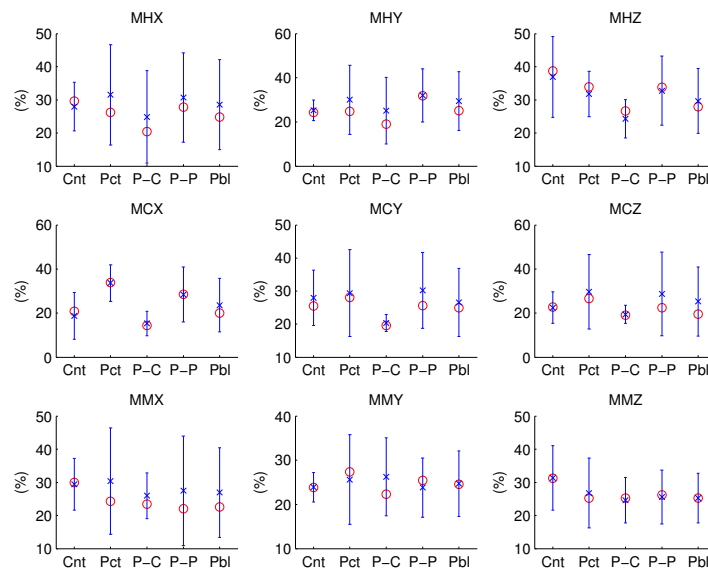 MHX MHY MHZ
50 60 50
40 40 40
(%) 30 (%) (%) 30
20 20 20
10 0 10
Cnt Pct P−C P−P Pbl Cnt Pct P−C P−P Pbl Cnt Pct P−C P−P Pbl
MCX MCY MCZ
60 50 60
40 40 40
(%) (%) 30 (%)
20 20 20
0 10 0
Cnt Pct P−C P−P Pbl Cnt Pct P−C P−P Pbl Cnt Pct P−C P−P Pbl
MMX MMY MMZ
50 40 50
40 30 40
(%) 30 (%) (%) 30
20 20 20
10 10 10
Cnt Pct P−C P−P Pbl Cnt Pct P−C P−P Pbl Cnt Pct P−C P−P Pbl